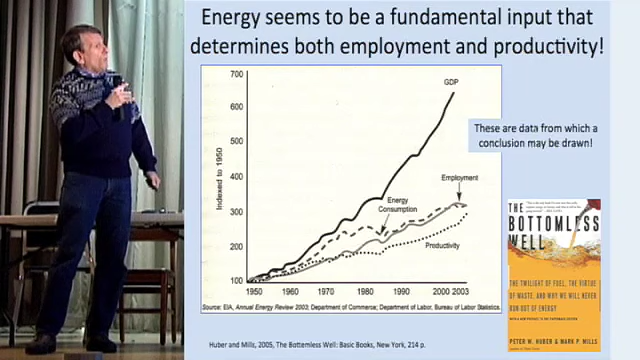 Energy seems to be a fundamental input that
determines both employment and productivity!
700
600
500
400
300
200
100
Indexed to 1950
GDP
Employment
Energy
Consumption
Productivity
1950
1960
1970
1980
1990
2000 2003
Source: EIA, Annual Energy Review 2003; Department of Commerce; Department of Labor, Bureau of Labor Statistics.
These are data from which a
conclusion may be drawn!
THE
BOTTOMLESS
WELL
THE TWILIGHT OF FUEL, THE VIRTUE
OF WASTE, AND WHY WE WILL NEVER
RUN OUT OF ENERGY
PETER W. HUBER & MARK P. MILLS
Huber and Mills, 2005, The Bottomless Well: Basic Books, New York, 214 p.